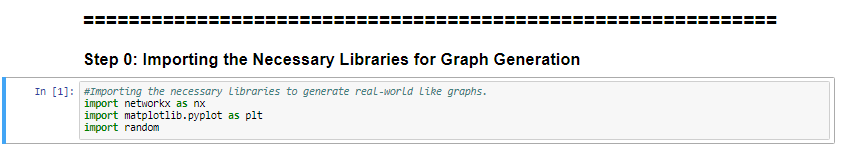 ==============================================================
Step 0: Importing the Necessary Libraries for Graph Generation
In [1]: #Importing the necessary libraries to generate real-world like graphs.
import networkx as nx
import matplotlib.pyplot as plt
import random